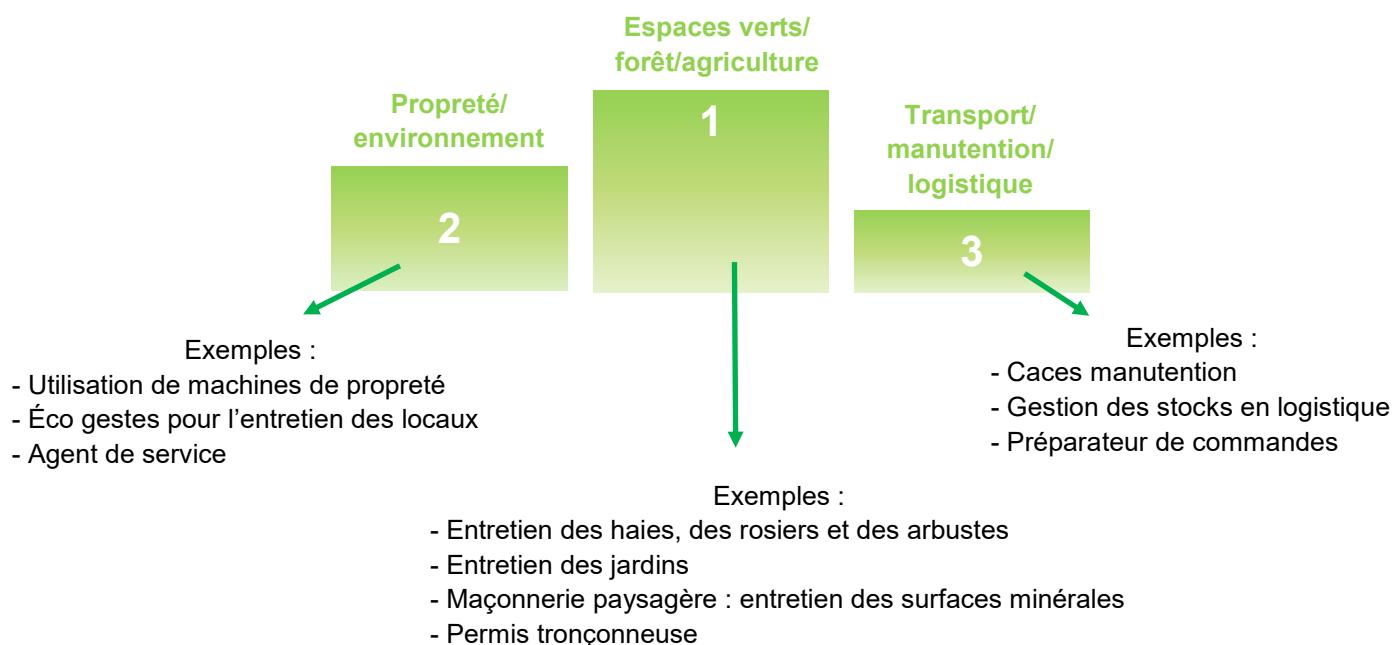 Espaces verts/
forêt/agriculture
1
Propreté/
environnement
2
Transport/
manutention/
logistique
3
Exemples :
- Utilisation de machines de propreté
- Éco gestes pour l’entretien des locaux
- Agent de service
Exemples :
- Caces manutention
- Gestion des stocks en logistique
- Préparateur de commandes
Exemples :
- Entretien des haies, des rosiers et des arbustes
- Entretien des jardins
- Maçonnerie paysagère : entretien des surfaces minérales
- Permis tronçonneuse